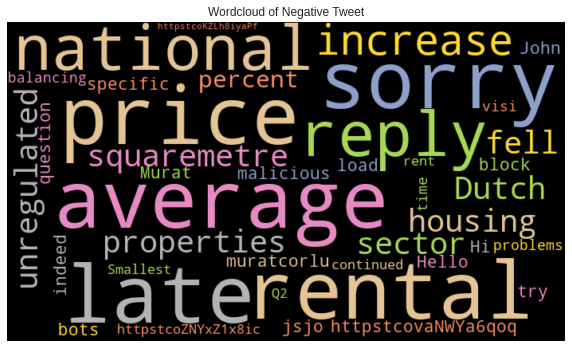 Wordcloud of Negative Tweet
httpstcoKZLh8iyaPf
national
increase
John
balancing
specific
percent
sorry
visi
price
reply
fell
question
unregulated
squaremetre
load
rent
block
Murat
malicious
time
Dutch
average
housing
properties
sector
Hi
problems
indeed
muratcorlu
continued
Hello
Smallest
late
rental
Q2
try
bots
httpstcoZNYxZ1x8ic
jsjo
httpstcovaNWYa6qoq